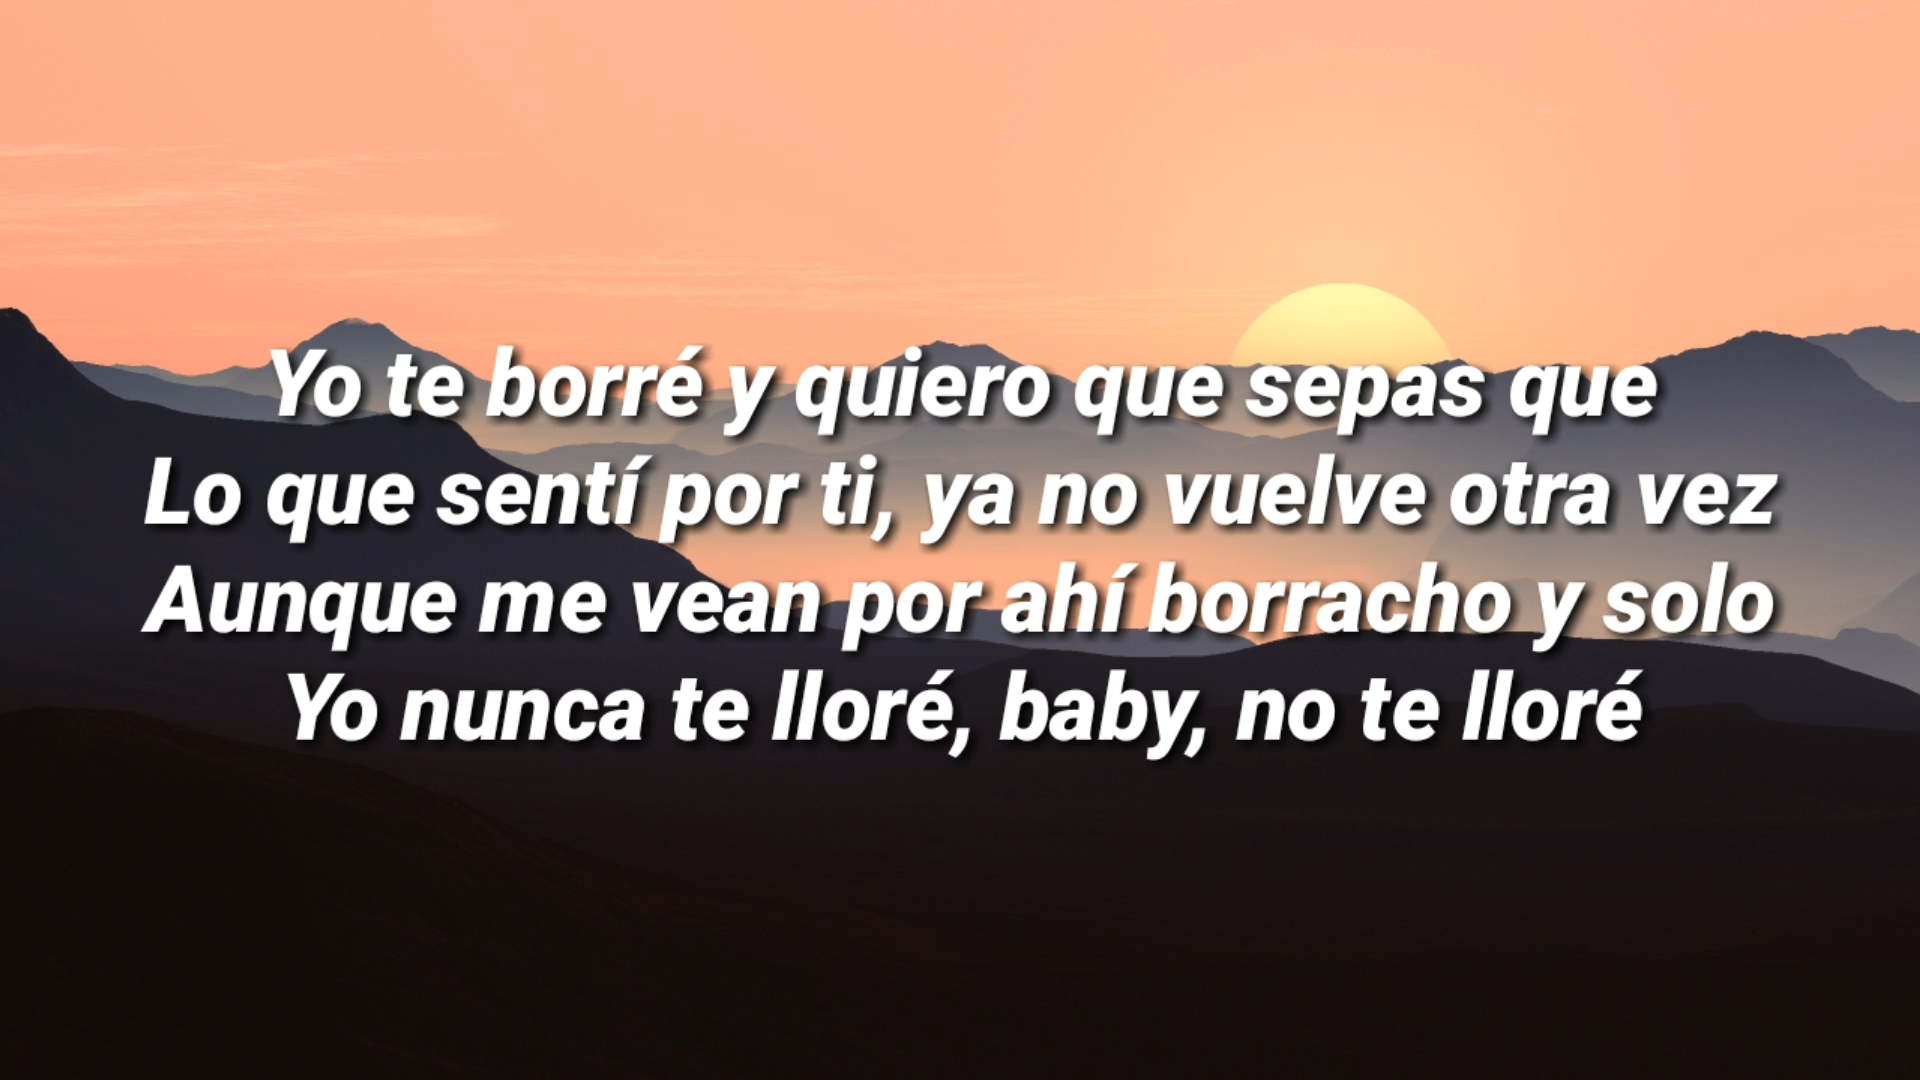 Yo te borré y quiero que sepas que
Lo que sentí por ti, ya no vuelve otra vez
Aunque me vean por ahí borracho y solo
Yo nunca te lloré, baby, no te lloré